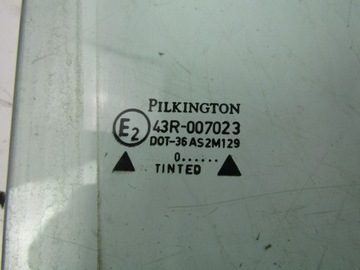 PILKINGTON
E2 43R-007023
DOT-36 AS2M129
0......
TINTED